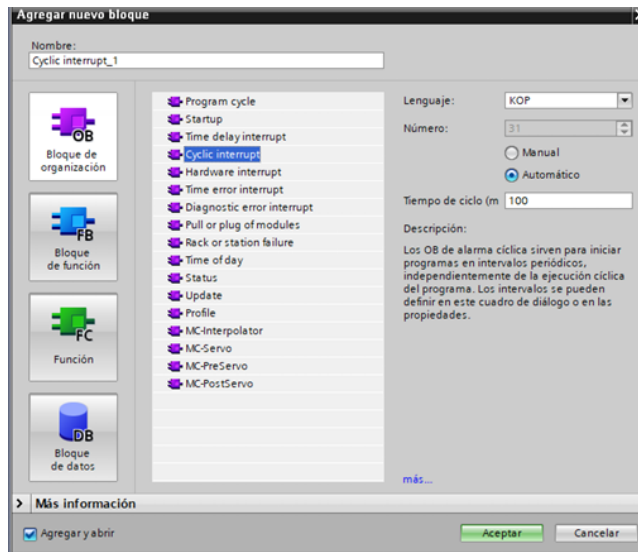 Agregar nuevo bloque
Nombre:
Cyclic interrupt_1
OB
Bloque de
organización
FB
Bloque
de función
FC
Función
DB
Bloque
de datos
Program cycle
Startup
Time delay interrupt
Cyclic interrupt
Hardware interrupt
Time error interrupt
Diagnostic error interrupt
Pull or plug of modules
Rack or station failure
Time of day
Status
Update
Profile
MC-Interpolator
MC-Servo
MC-PreServo
MC-PostServo
Lenguaje: KOP
Número: 31
Manual
Automático
Tiempo de ciclo (m 100
Descripción:
Los OB de alarma cíclica sirven para iniciar
programas en intervalos periódicos,
independientemente de la ejecución cíclica
del programa. Los intervalos se pueden
definir en este cuadro de diálogo o en las
propiedades.
más...
> Más información
Agregar y abrir
Aceptar
Cancelar